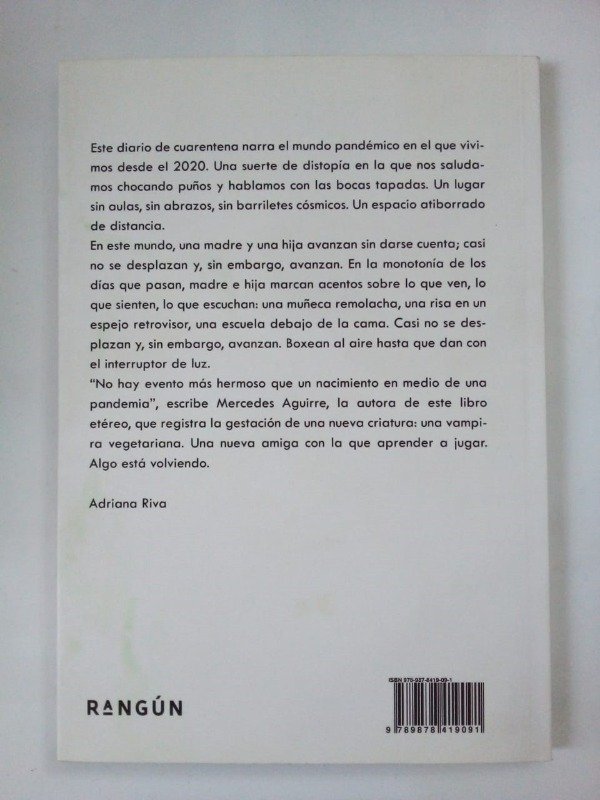 Este diario de cuarentena narra el mundo pandémico en el que vivi-
mos desde el 2020. Una suerte de distopía en la que nos saluda-
mos chocando puños y hablamos con las bocas tapadas. Un lugar
sin aulas, sin abrazos, sin barriletes cósmicos. Un espacio atiborrado
de distancia.
En este mundo, una madre y una hija avanzan sin darse cuenta; casi
no se desplazan y, sin embargo, avanzan. En la monotonía de los
días que pasan, madre e hija marcan acentos sobre lo que ven, lo
que sienten, lo que escuchan: una muñeca remolacha, una risa en un
espejo retrovisor, una escuela debajo de la cama. Casi no se des-
plazan y, sin embargo, avanzan. Boxean al aire hasta que dan con
el interruptor de luz.
“No hay evento más hermoso que un nacimiento en medio de una
pandemia”, escribe Mercedes Aguirre, la autora de este libro
etéreo, que registra la gestación de una nueva criatura: una vampi-
ra vegetariana. Una nueva amiga con la que aprender a jugar.
Algo está volviendo.
Adriana Riva
ISBN 978-987-8419-09-1
RANGÚN
9 789878 419091